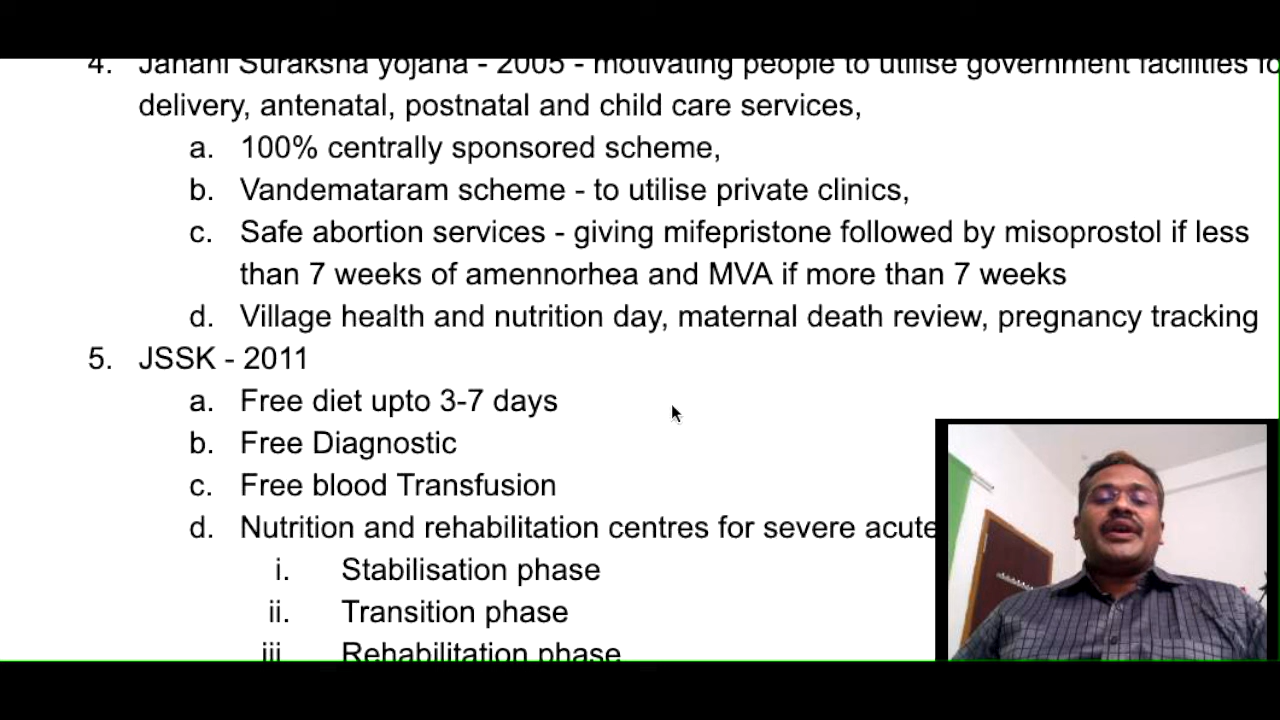 4. Janani Suraksha yojana - 2005 - motivating people to utilise government facilities
delivery, antenatal, postnatal and child care services,
a. 100% centrally sponsored scheme,
b. Vandemataram scheme - to utilise private clinics,
c. Safe abortion services - giving mifepristone followed by misoprostol if less
than 7 weeks of amennorhea and MVA if more than 7 weeks
d. Village health and nutrition day, maternal death review, pregnancy tracking
5. JSSK - 2011
a. Free diet upto 3-7 days
b. Free Diagnostic
c. Free blood Transfusion
d. Nutrition and rehabilitation centres for severe acute
i. Stabilisation phase
ii. Transition phase
iii Rehabilitation phase